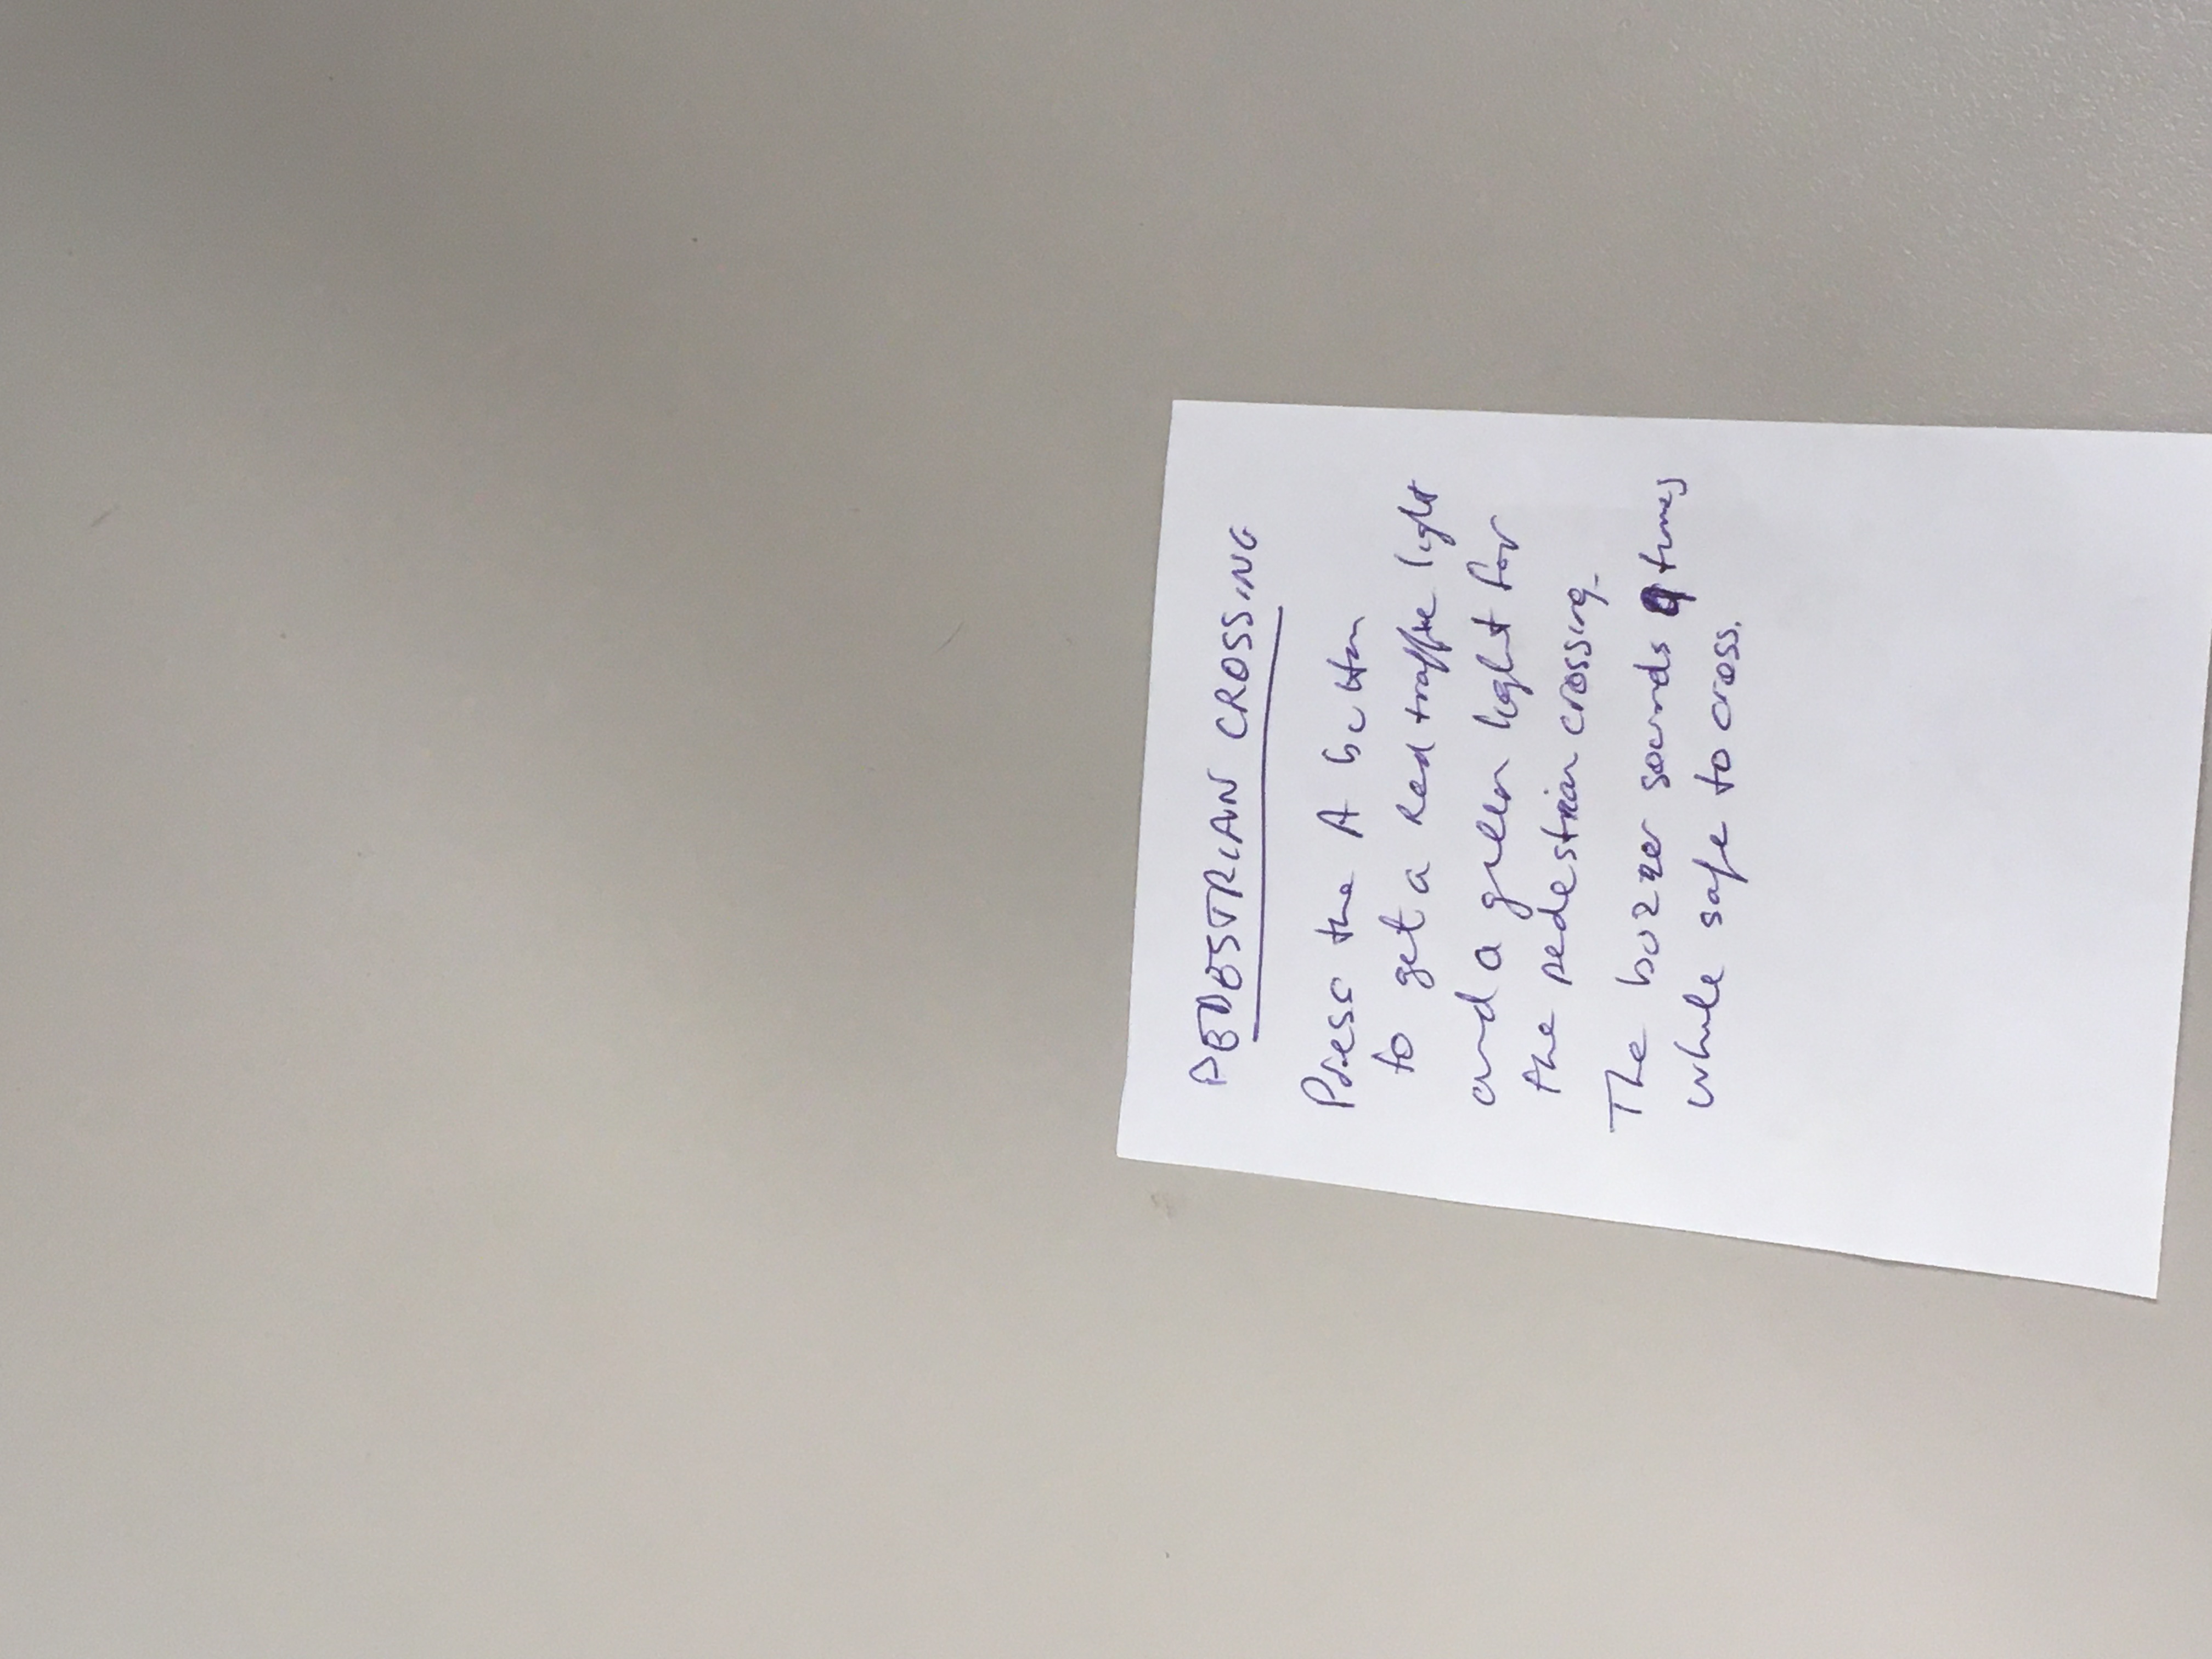 PEDESTRIAN CROSSING
Press the A button
to get a Red traffic light
and a green light for
the pedestrian crossing.
The buzzer sounds 9 times
while safe to cross.